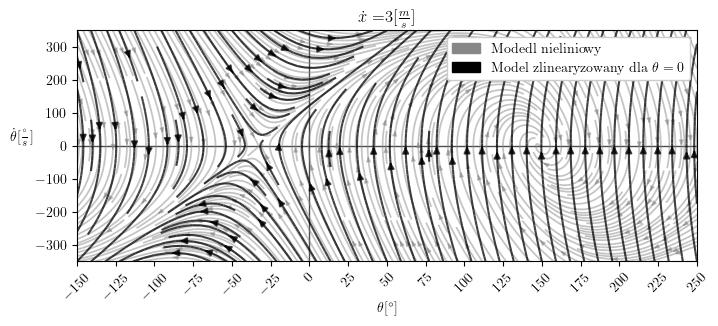 ẋ =3[m/s]
Modedl nieliniowy
Model zlinearyzowany dla θ = 0
300
200
100
θ̇[°/s]
0
−100
−200
−300
−150 −125 −100 −75 −50 −25 0 25 50 75 100 125 150 175 200 225 250
θ[°]